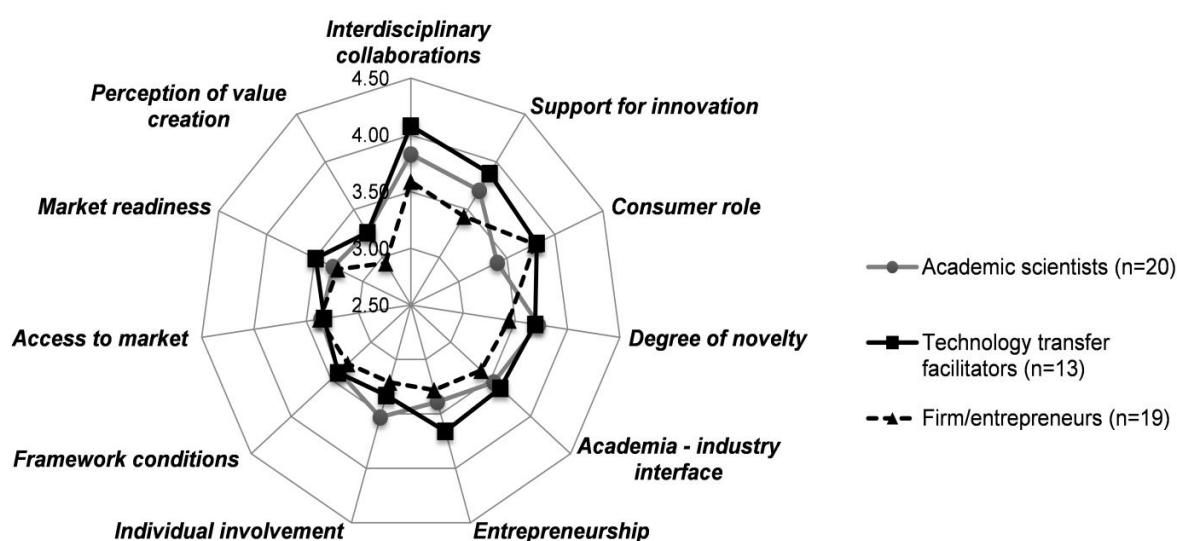 Interdisciplinary
collaborations
4.50
Perception of value
creation
Support for innovation
4.00
Market readiness
3.50
Consumer role
3.00
Academic scientists (n=20)
2.50
Access to market
Degree of novelty
Technology transfer
facilitators (n=13)
Firm/entrepreneurs (n=19)
Framework conditions
Academia - industry
interface
Individual involvement
Entrepreneurship